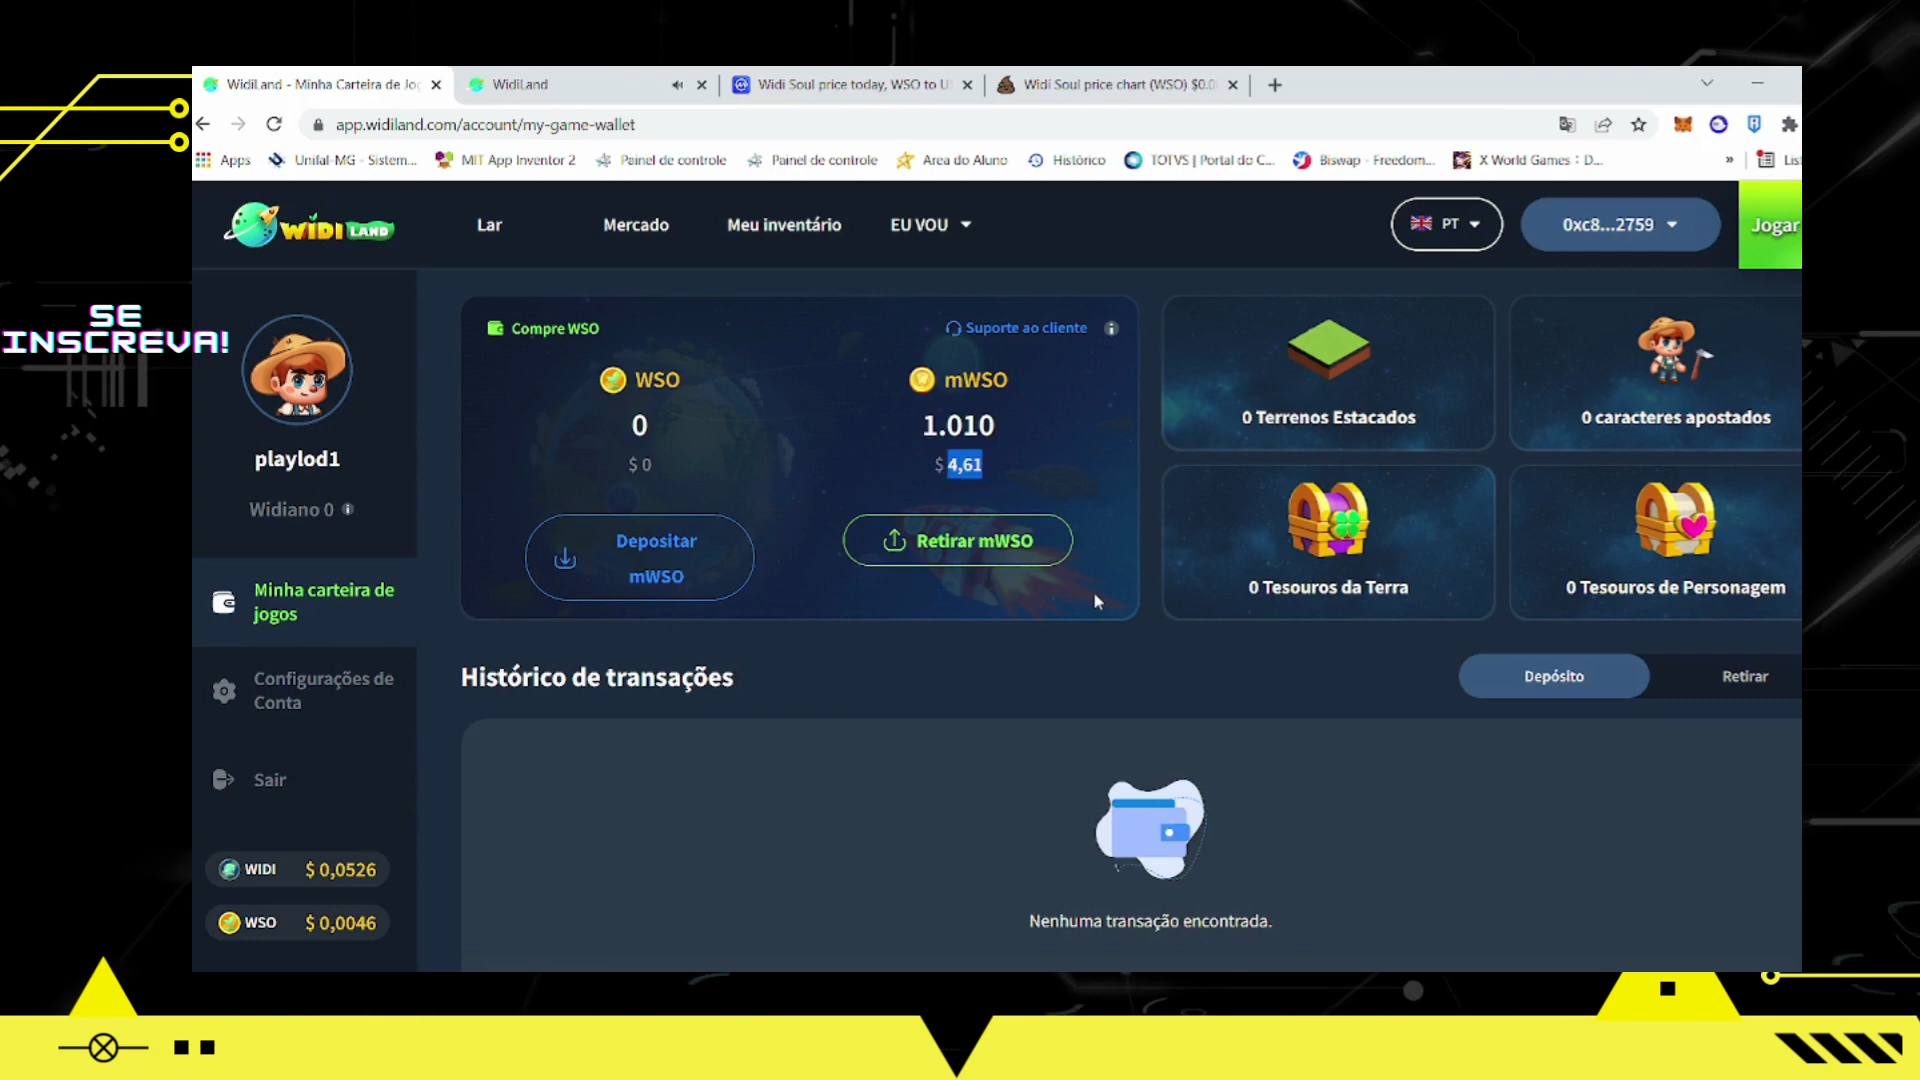 WidiLand - Minha Carteira de Jog
WidiLand
Widi Soul price today, WSO to U
Widi Soul price chart (WSO) $0.0
app.widiland.com/account/my-game-wallet
Apps
Unifal-MG - Sistem...
MIT App Inventor 2
Painel de controle
Painel de controle
Area do Aluno
Histórico
TOTVS | Portal do C...
Biswap - Freedom...
X World Games : D...
»
List
WIDI LAND
Lar
Mercado
Meu inventário
EU VOU
PT
0xc8...2759
Jogar
SE
INSCREVA!
playlod1
Widiano 0
Minha carteira de
jogos
Configurações de
Conta
Sair
WIDI $ 0,0526
WSO $ 0,0046
Compre WSO
Suporte ao cliente
WSO
0
$ 0
mWSO
1.010
$ 4,61
Depositar
mWSO
Retirar mWSO
0 Terrenos Estacados
0 caracteres apostados
0 Tesouros da Terra
0 Tesouros de Personagem
Histórico de transações
Depósito
Retirar
Nenhuma transação encontrada.